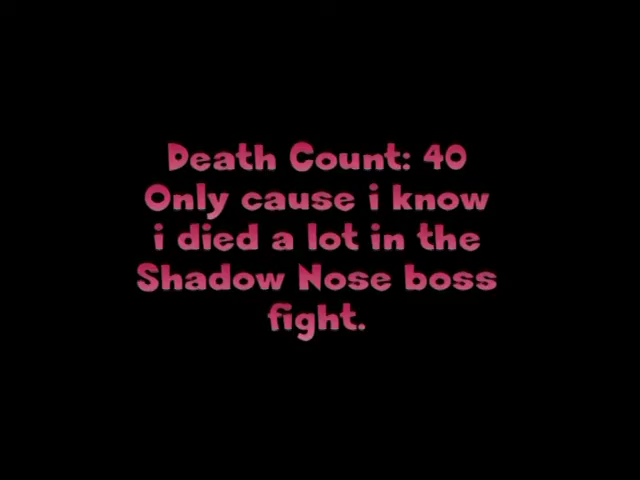 Death Count: 40
Only cause i know
i died a lot in the
Shadow Nose boss
fight.